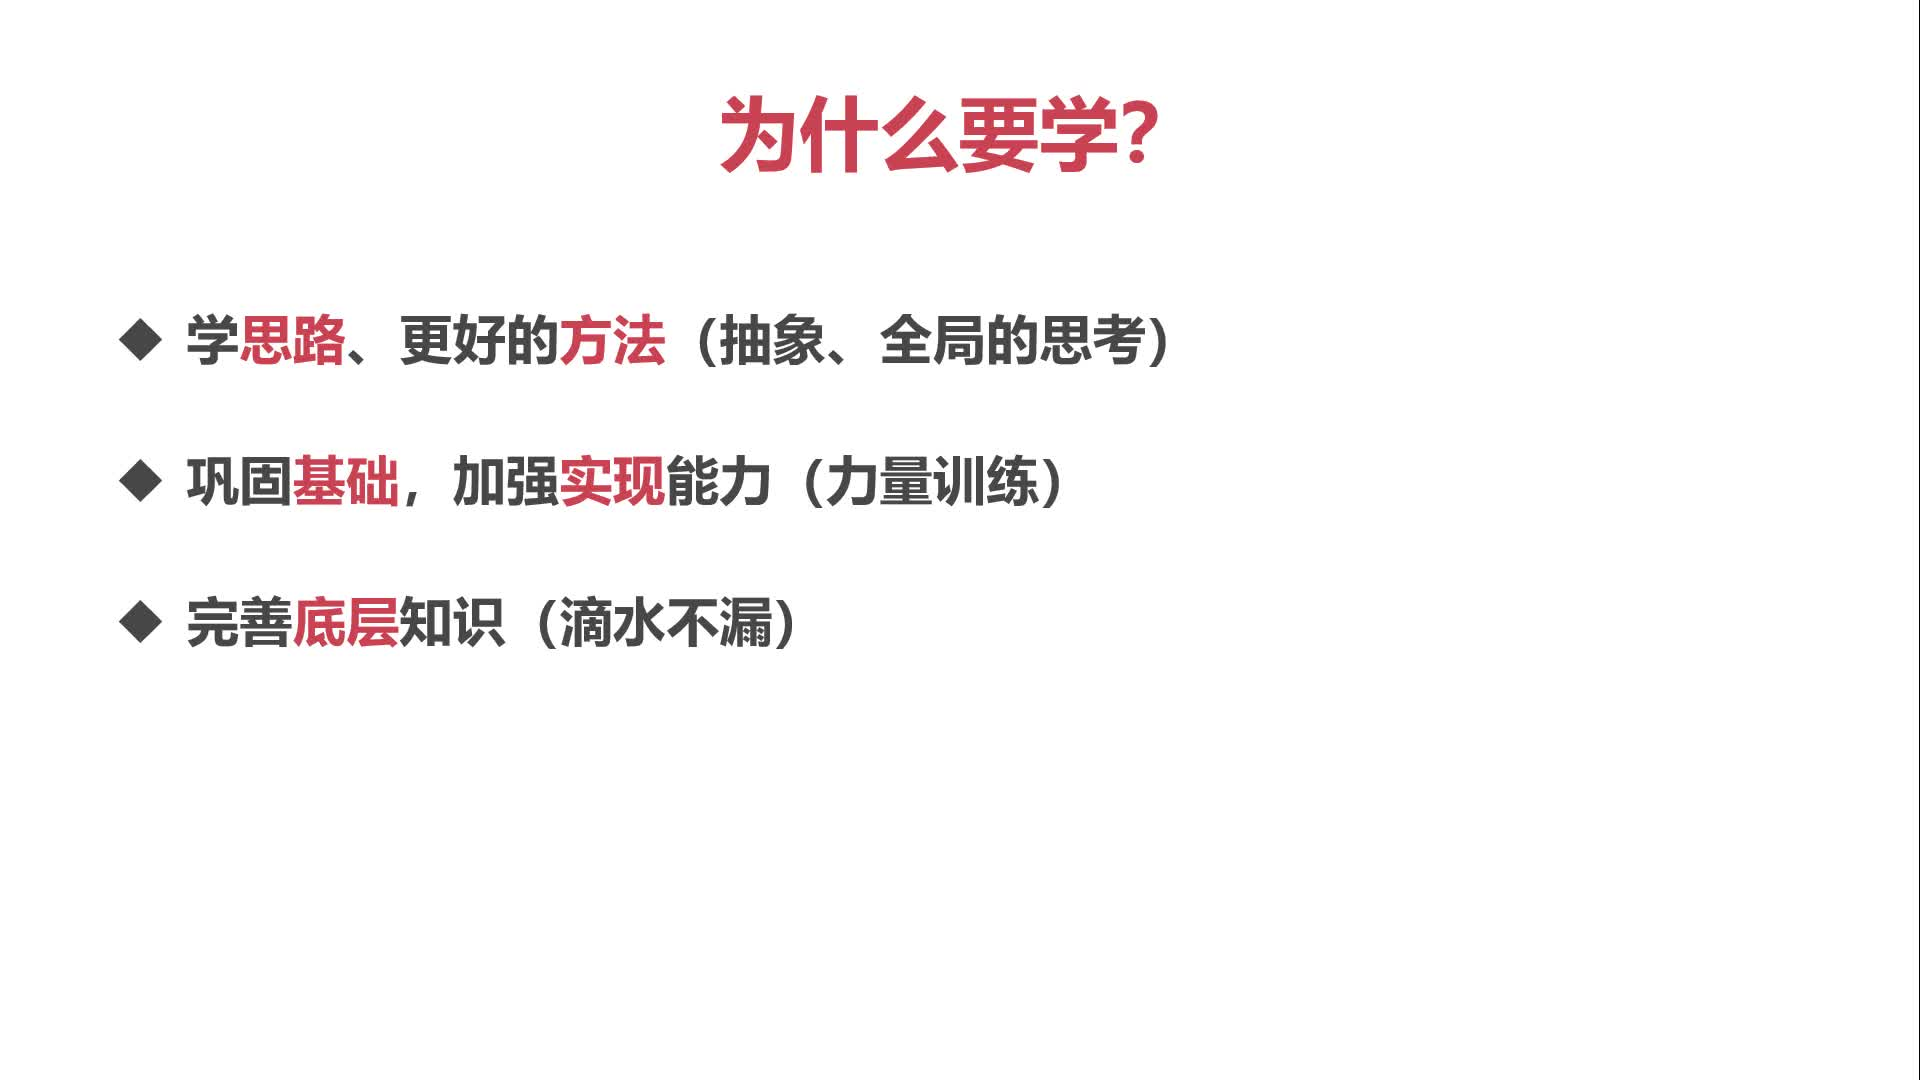 为什么要学?
◆ 学思路、更好的方法（抽象、全局的思考）
◆ 巩固基础，加强实现能力（力量训练）
◆ 完善底层知识（滴水不漏）